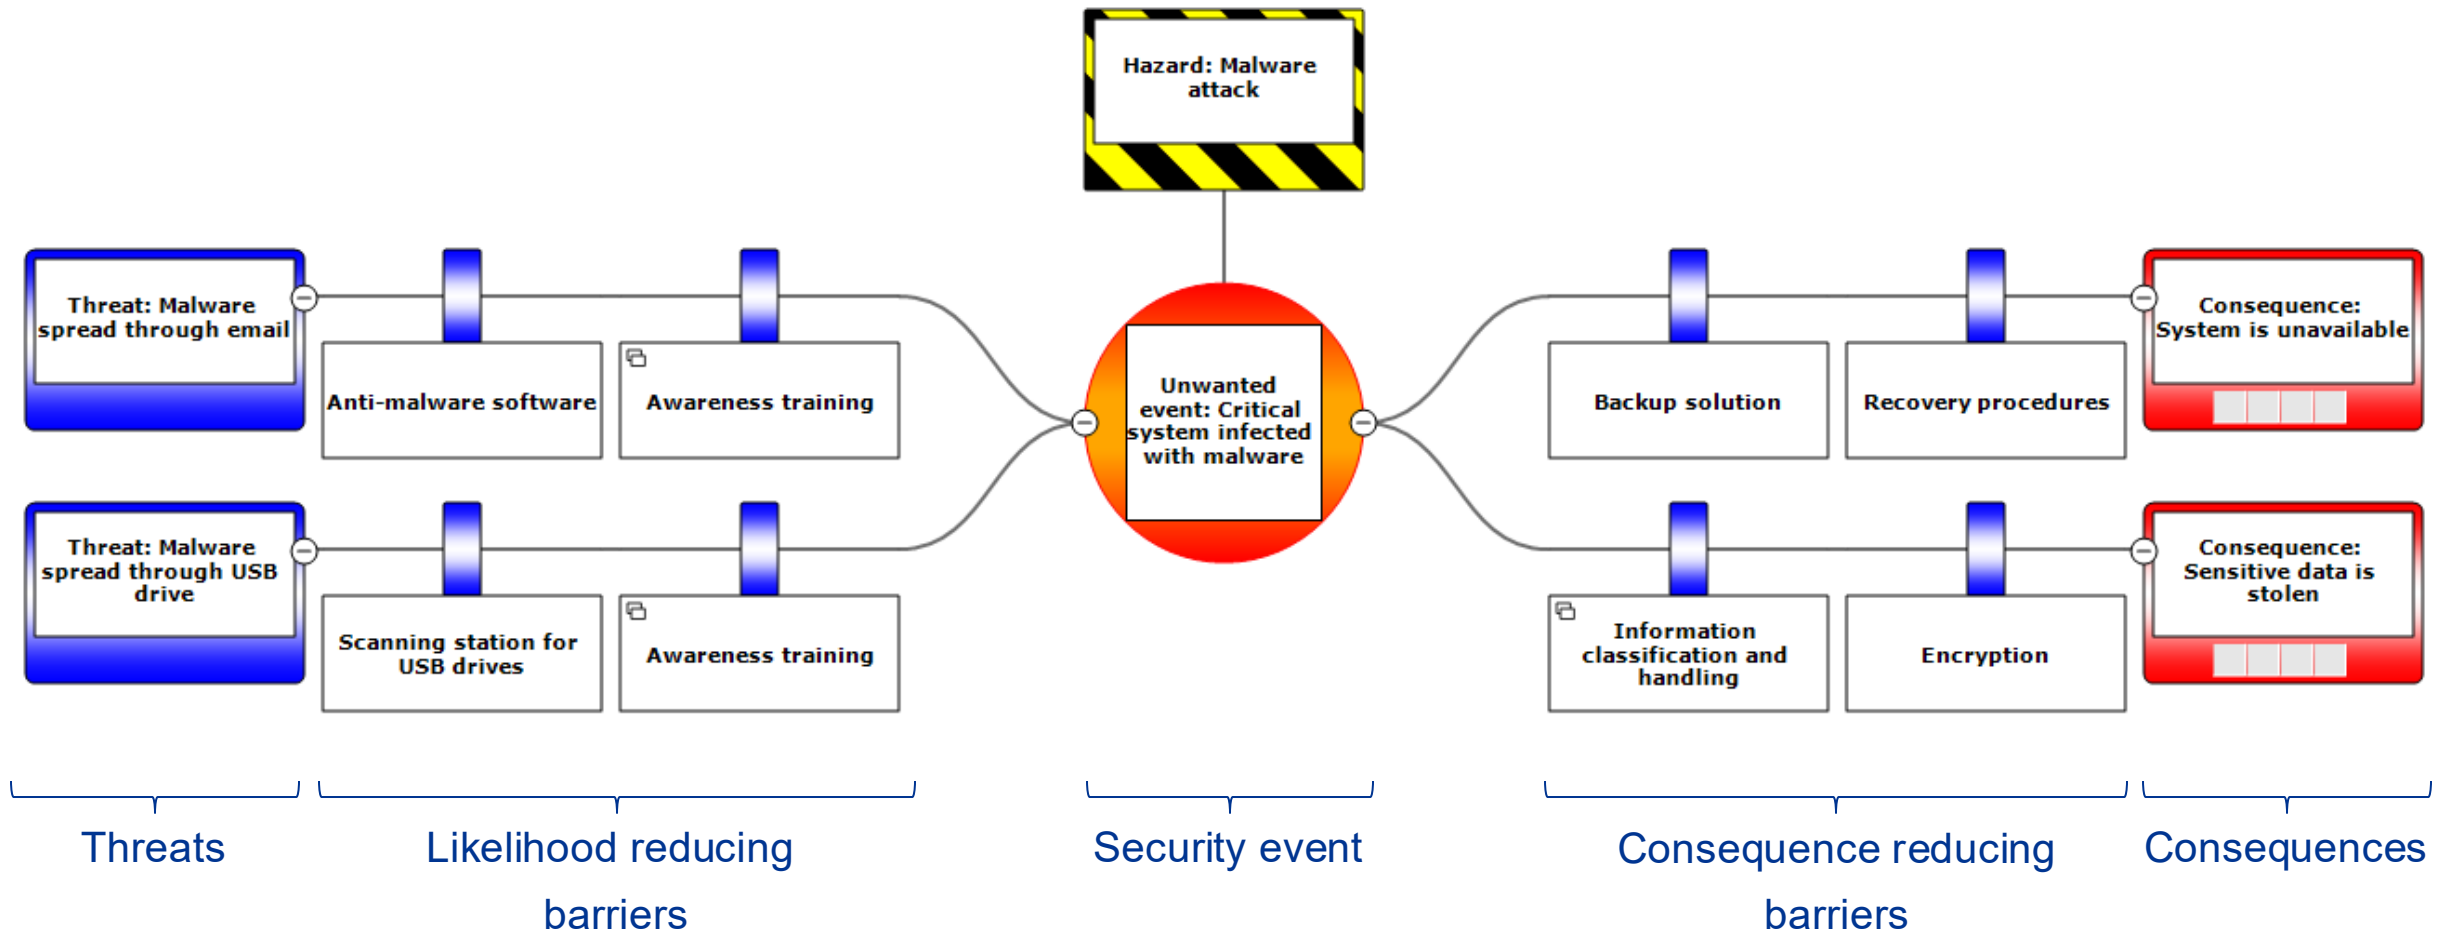 Hazard: Malware
attack
Threat: Malware
spread through email
Anti-malware software
Awareness training
Threat: Malware
spread through USB
drive
Scanning station for
USB drives
Awareness training
Unwanted
event: Critical
system infected
with malware
Backup solution
Recovery procedures
Consequence:
System is unavailable
Information
classification and
handling
Encryption
Consequence:
Sensitive data is
stolen
Threats
Likelihood reducing
barriers
Security event
Consequence reducing
barriers
Consequences